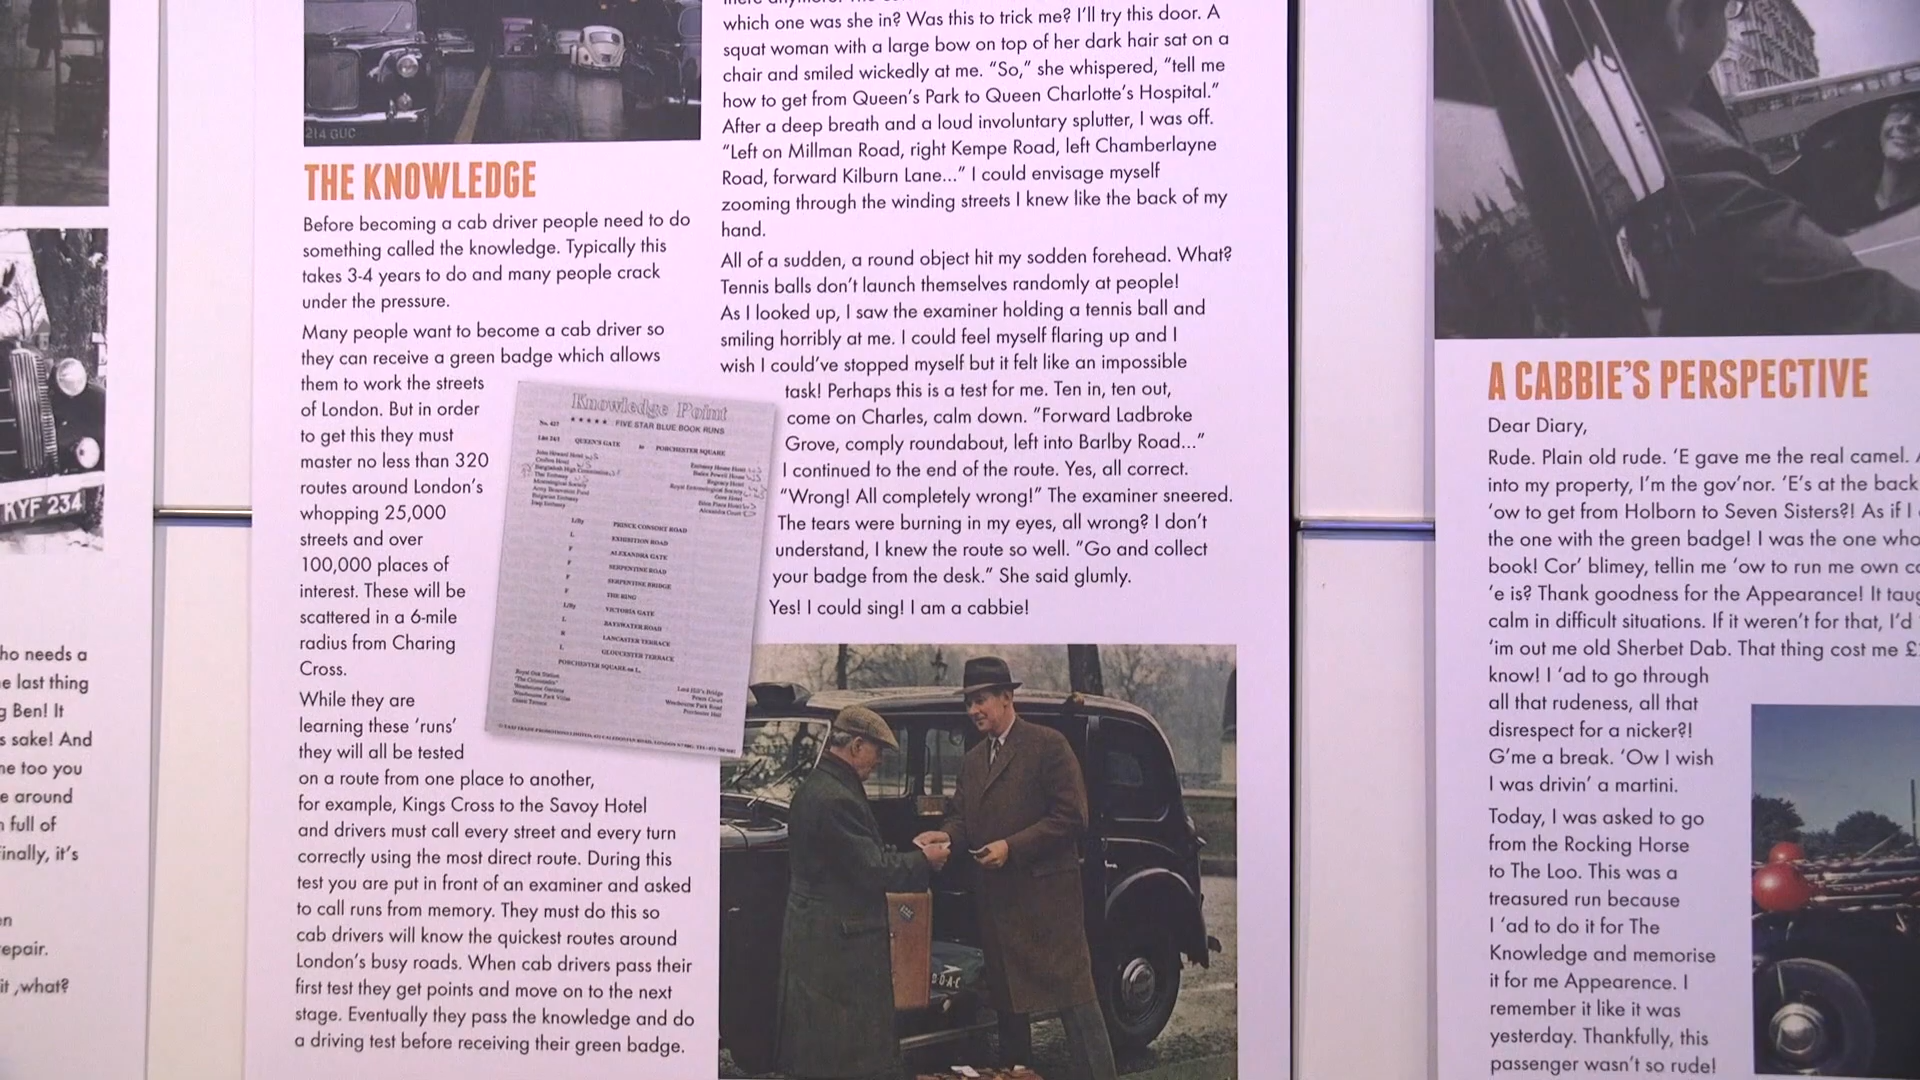 214 GUC
THE KNOWLEDGE
Before becoming a cab driver people need to do
something called the knowledge. Typically this
takes 3-4 years to do and many people crack
under the pressure.
Many people want to become a cab driver so
they can receive a green badge which allows
them to work the streets
of London. But in order
to get this they must
master no less than 320
routes around London's
whopping 25,000
streets and over
100,000 places of
interest. These will be
scattered in a 6-mile
radius from Charing
Cross.
While they are
learning these 'runs'
they will all be tested
on a route from one place to another,
for example, Kings Cross to the Savoy Hotel
and drivers must call every street and every turn
correctly using the most direct route. During this
test you are put in front of an examiner and asked
to call runs from memory. They must do this so
cab drivers will know the quickest routes around
London's busy roads. When cab drivers pass their
first test they get points and move on to the next
stage. Eventually they pass the knowledge and do
a driving test before receiving their green badge.
Knowledge Point
★★★★★ FIVE STAR BLUE BOOK RUNS
QUEEN'S GATE to PORCHESTER SQUARE
PRINCE CONSORT ROAD
EXHIBITION ROAD
ALEXANDRA GATE
SERPENTINE ROAD
SERPENTINE BRIDGE
THE RING
VICTORIA GATE
BAYSWATER ROAD
LANCASTER TERRACE
GLOUCESTER TERRACE
PORCHESTER SQUARE on L.
which one was she in? Was this to trick me? I'll try this door. A
squat woman with a large bow on top of her dark hair sat on a
chair and smiled wickedly at me. "So," she whispered, "tell me
how to get from Queen's Park to Queen Charlotte's Hospital."
After a deep breath and a loud involuntary splutter, I was off.
"Left on Millman Road, right Kempe Road, left Chamberlayne
Road, forward Kilburn Lane..." I could envisage myself
zooming through the winding streets I knew like the back of my
hand.
All of a sudden, a round object hit my sodden forehead. What?
Tennis balls don't launch themselves randomly at people!
As I looked up, I saw the examiner holding a tennis ball and
smiling horribly at me. I could feel myself flaring up and I
wish I could've stopped myself but it felt like an impossible
task! Perhaps this is a test for me. Ten in, ten out,
come on Charles, calm down. "Forward Ladbroke
Grove, comply roundabout, left into Barlby Road..."
I continued to the end of the route. Yes, all correct.
"Wrong! All completely wrong!" The examiner sneered.
The tears were burning in my eyes, all wrong? I don't
understand, I knew the route so well. "Go and collect
your badge from the desk." She said glumly.
Yes! I could sing! I am a cabbie!
A CABBIE'S PERSPECTIVE
Dear Diary,
Rude. Plain old rude. 'E gave me the real camel.
into my property, I'm the gov'nor. 'E's at the back
'ow to get from Holborn to Seven Sisters?! As if I
the one with the green badge! I was the one who
book! Cor' blimey, tellin me 'ow to run me own
'e is? Thank goodness for the Appearance! It
calm in difficult situations. If it weren't for that, I'd
'im out me old Sherbet Dab. That thing cost me
know! I 'ad to go through
all that rudeness, all that
disrespect for a nicker?!
G'me a break. 'Ow I wish
I was drivin' a martini.
Today, I was asked to go
from the Rocking Horse
to The Loo. This was a
treasured run because
I 'ad to do it for The
Knowledge and memorise
it for me Appearence. I
remember it like it was
yesterday. Thankfully, this
passenger wasn't so rude!
KYF 234
needs a
last thing
Ben! It
sake! And
too you
around
full of
it's
it ,what?